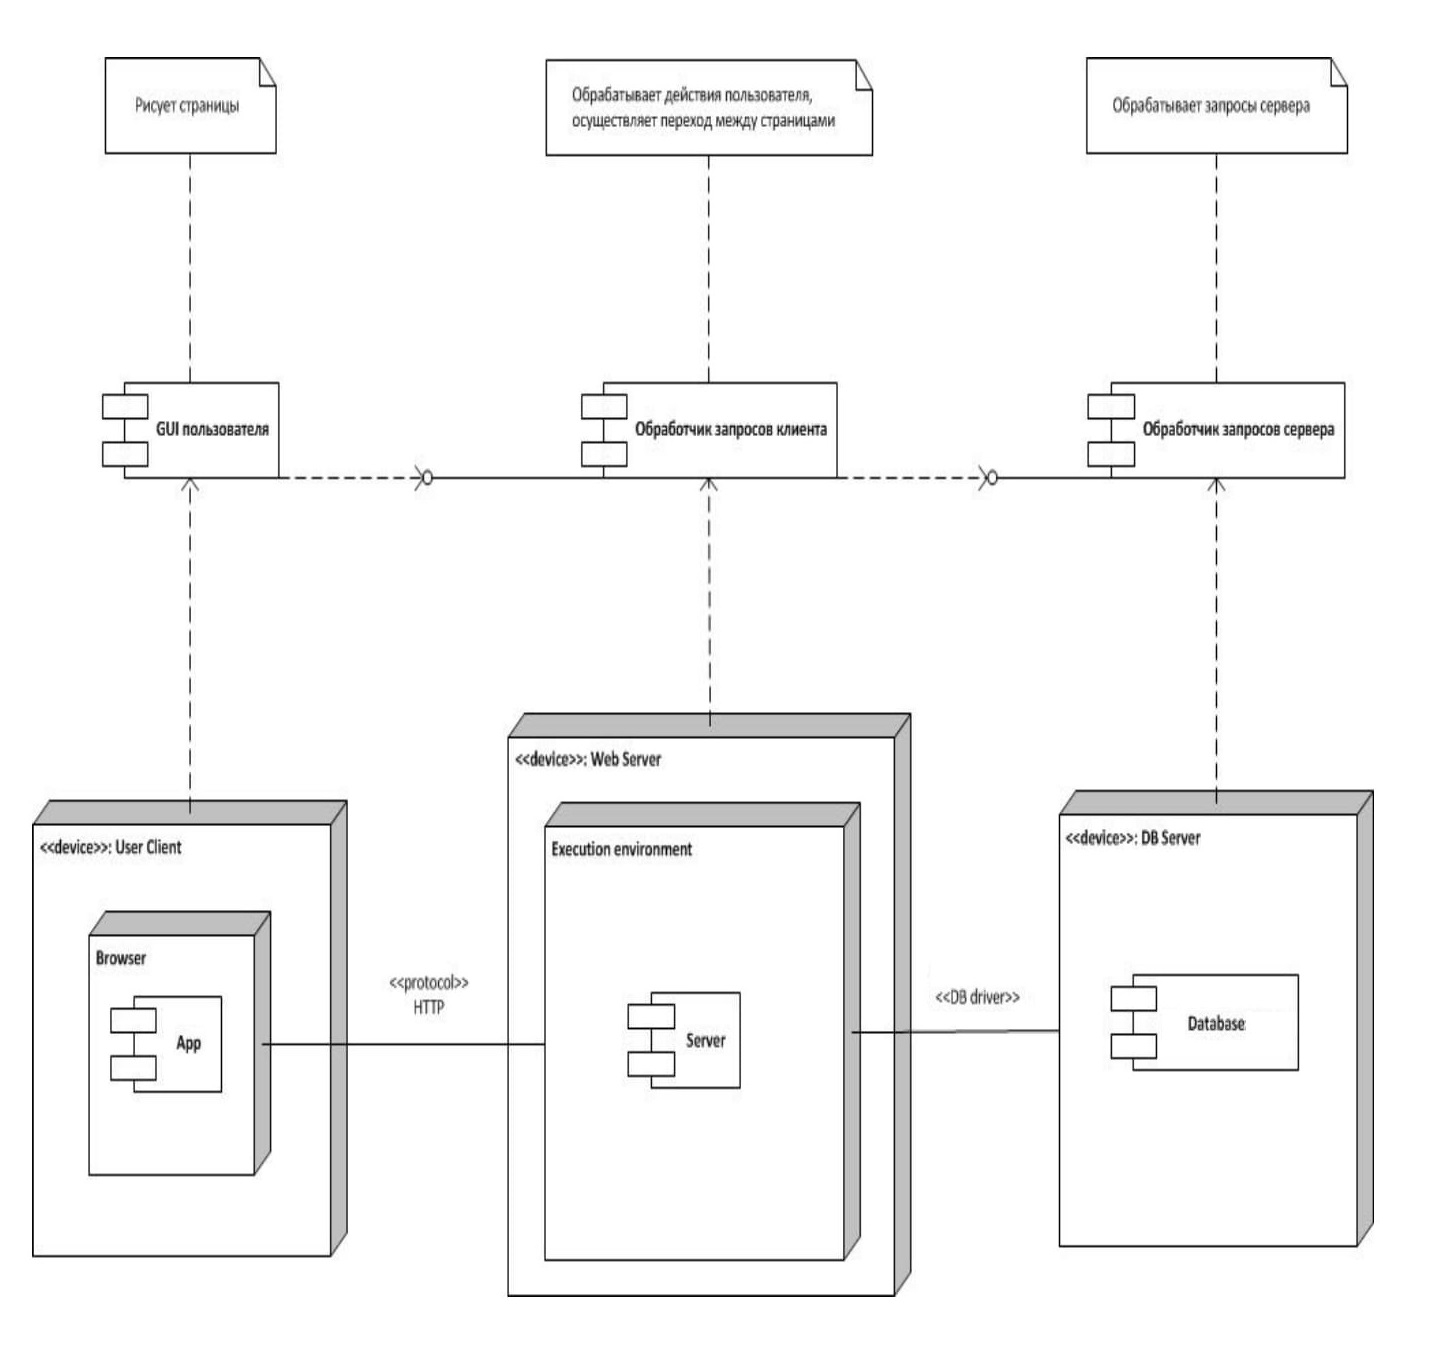 Рисует страницы
Обрабатывает действия пользователя,
осуществляет переход между страницами
Обрабатывает запросы сервера
GUI пользователя
Обработчик запросов клиента
Обработчик запросов сервера
<<device>>: User Client
Browser
App
<<protocol>>
HTTP
<<device>>: Web Server
Execution environment
Server
<<DB driver>>
<<device>>: DB Server
Database